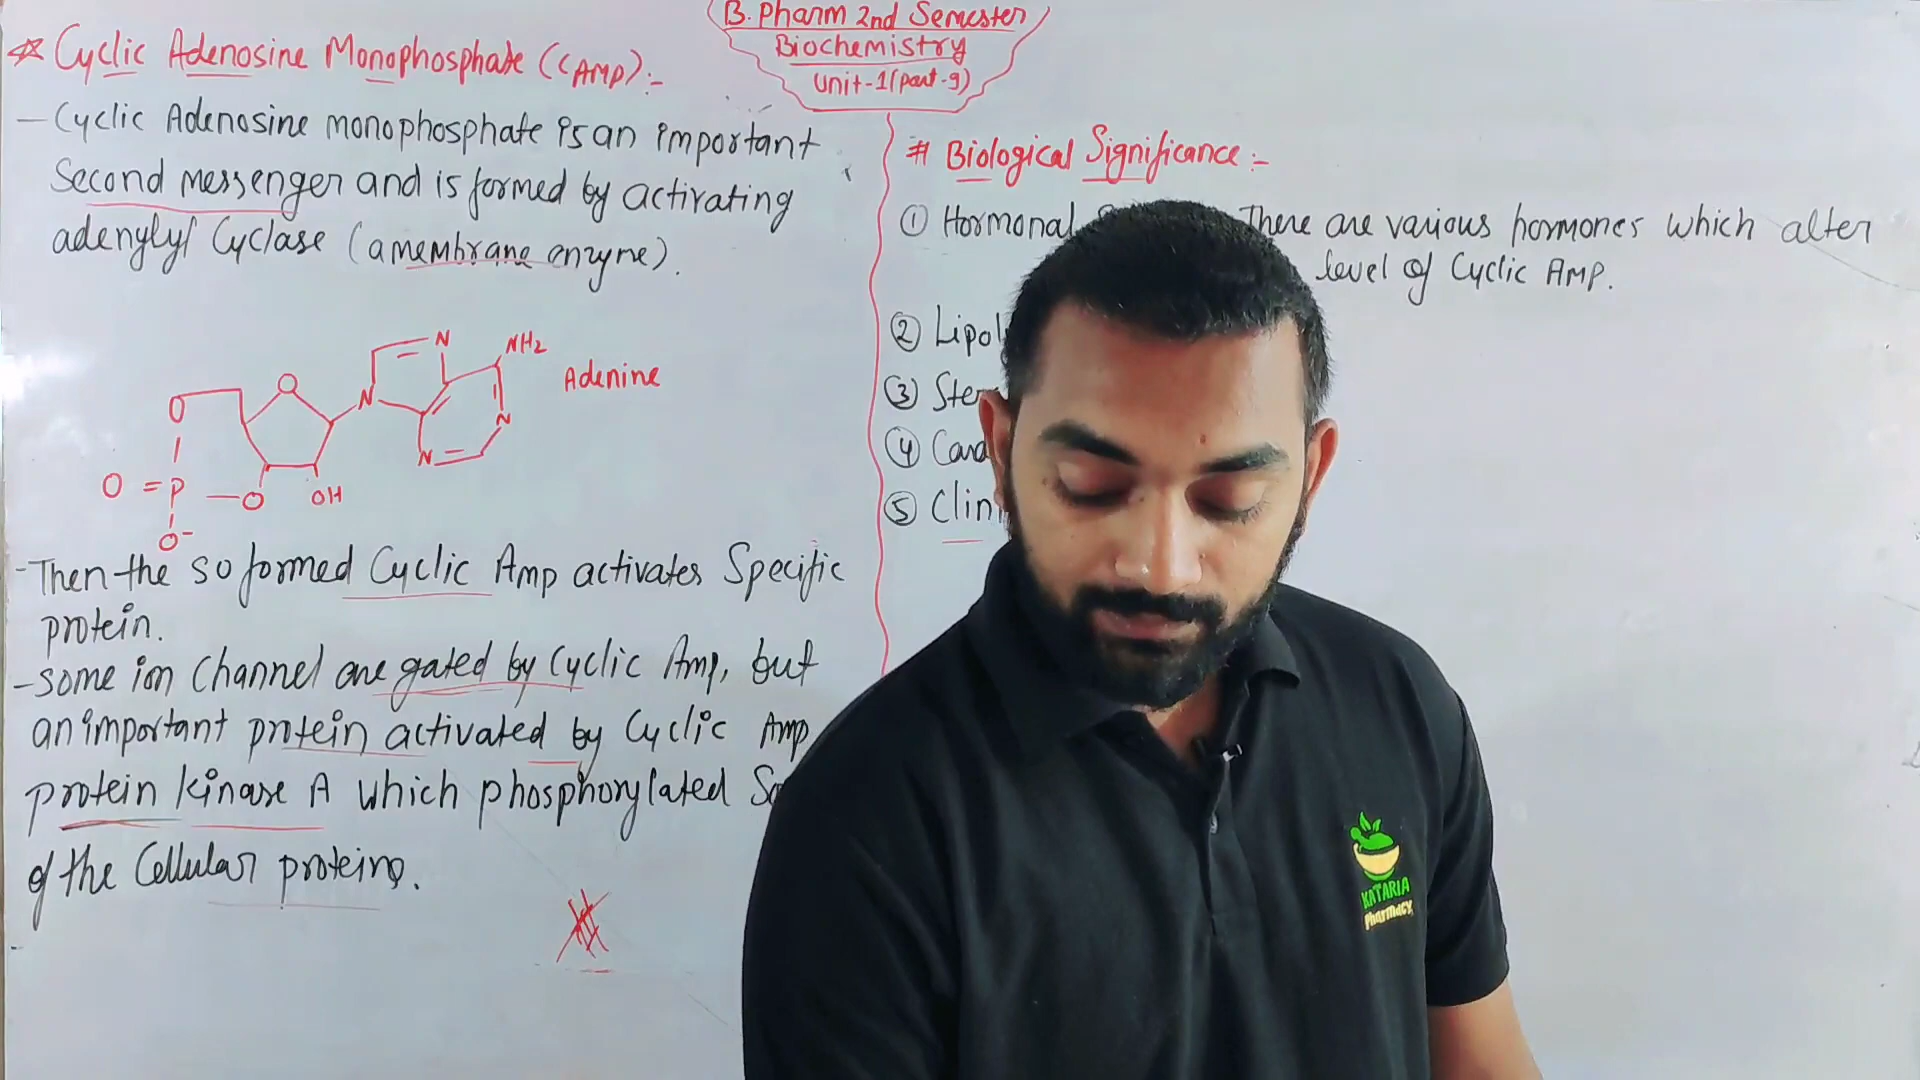 B. Pharm 2nd Semester
Biochemistry
Unit-1(part-9)
Cyclic Adenosine Monophosphate (cAMP):-
- Cyclic Adenosine monophosphate is an important
Second messenger and is formed by activating
adenylyl Cyclase (a membrane enzyme).
N
NH2
Adenine
O
O
N
N
N
O = P - O
OH
O-
- Then the so formed Cyclic Amp activates Specific
protein.
- some ion Channel are gated by Cyclic Amp, but
an important protein activated by Cyclic Amp
protein kinase A which phosphorylated
of the Cellular proteins.
# Biological Significance :-
① Hormonal There are various hormones which alter
level of Cyclic AMP.
②
③
④
⑤
KATARIA
Pharmacy